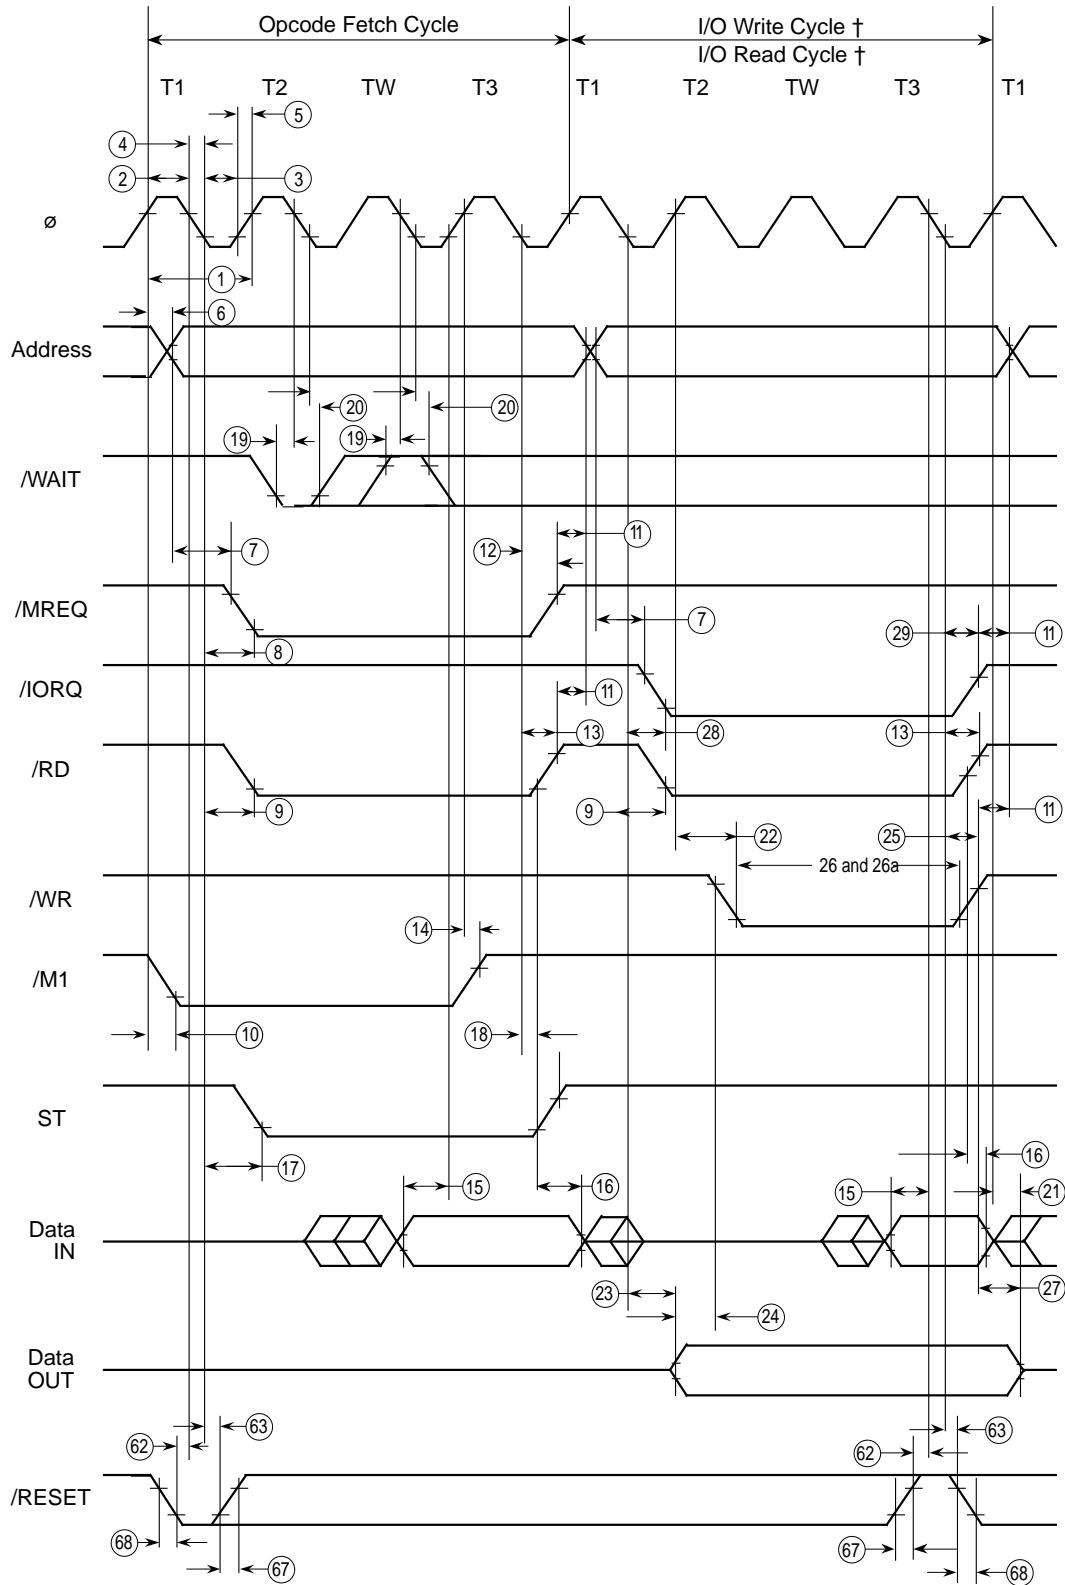 Opcode Fetch Cycle
I/O Write Cycle †
I/O Read Cycle †
T1 T2 TW T3 T1 T2 TW T3 T1
5
4
2 3
ø
1
6
Address
20 20
19 19
/WAIT
11
7 12
/MREQ
7 29 11
8
/IORQ
11
13 28 13
/RD
9 9 11
22 25
26 and 26a
/WR
14
/M1
10 18
ST
16
17 15 16 15 21
Data
IN
23 27
24
Data
OUT
63 63
62 62
/RESET
68 67
67 68